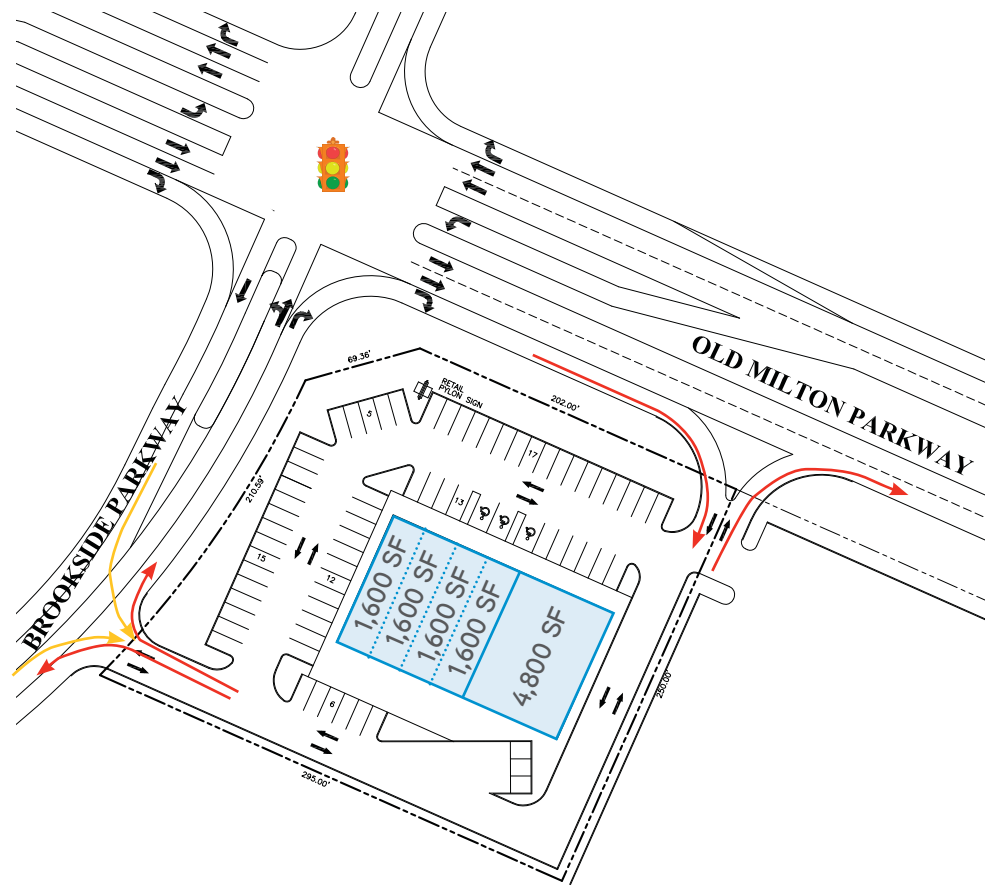 69.36'
RETAIL
PYLON SIGN
202.00'
OLD MILTON PARKWAY
5
17
13
210.59'
BROOKSIDE PARKWAY
15
12
1,600 SF
1,600 SF
1,600 SF
1,600 SF
4,800 SF
6
250.00'
295.00'